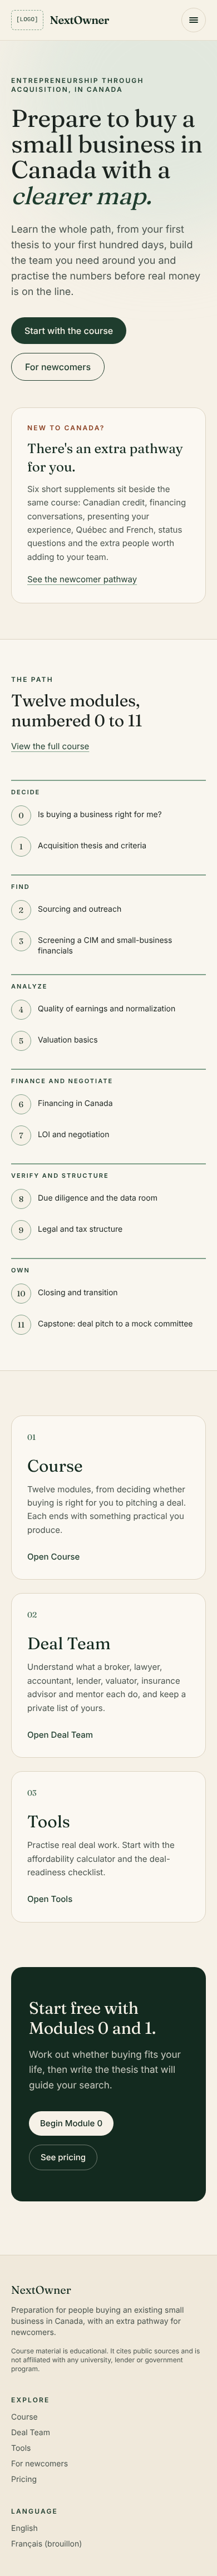 [LOGO] NextOwner
ENTREPRENEURSHIP THROUGH
ACQUISITION, IN CANADA
Prepare to buy a
small business in
Canada with a
clearer map.
Learn the whole path, from your first
thesis to your first hundred days, build
the team you need around you and
practise the numbers before real money
is on the line.
Start with the course
For newcomers
NEW TO CANADA?
There's an extra pathway
for you.
Six short supplements sit beside the
same course: Canadian credit, financing
conversations, presenting your
experience, Québec and French, status
questions and the extra people worth
adding to your team.
See the newcomer pathway
THE PATH
Twelve modules,
numbered 0 to 11
View the full course
DECIDE
0 Is buying a business right for me?
1 Acquisition thesis and criteria
FIND
2 Sourcing and outreach
3 Screening a CIM and small-business
financials
ANALYZE
4 Quality of earnings and normalization
5 Valuation basics
FINANCE AND NEGOTIATE
6 Financing in Canada
7 LOI and negotiation
VERIFY AND STRUCTURE
8 Due diligence and the data room
9 Legal and tax structure
OWN
10 Closing and transition
11 Capstone: deal pitch to a mock committee
01
Course
Twelve modules, from deciding whether
buying is right for you to pitching a deal.
Each ends with something practical you
produce.
Open Course
02
Deal Team
Understand what a broker, lawyer,
accountant, lender, valuator, insurance
advisor and mentor each do, and keep a
private list of yours.
Open Deal Team
03
Tools
Practise real deal work. Start with the
affordability calculator and the deal-
readiness checklist.
Open Tools
Start free with
Modules 0 and 1.
Work out whether buying fits your
life, then write the thesis that will
guide your search.
Begin Module 0
See pricing
NextOwner
Preparation for people buying an existing small
business in Canada, with an extra pathway for
newcomers.
Course material is educational. It cites public sources and is
not affiliated with any university, lender or government
program.
EXPLORE
Course
Deal Team
Tools
For newcomers
Pricing
LANGUAGE
English
Français (brouillon)